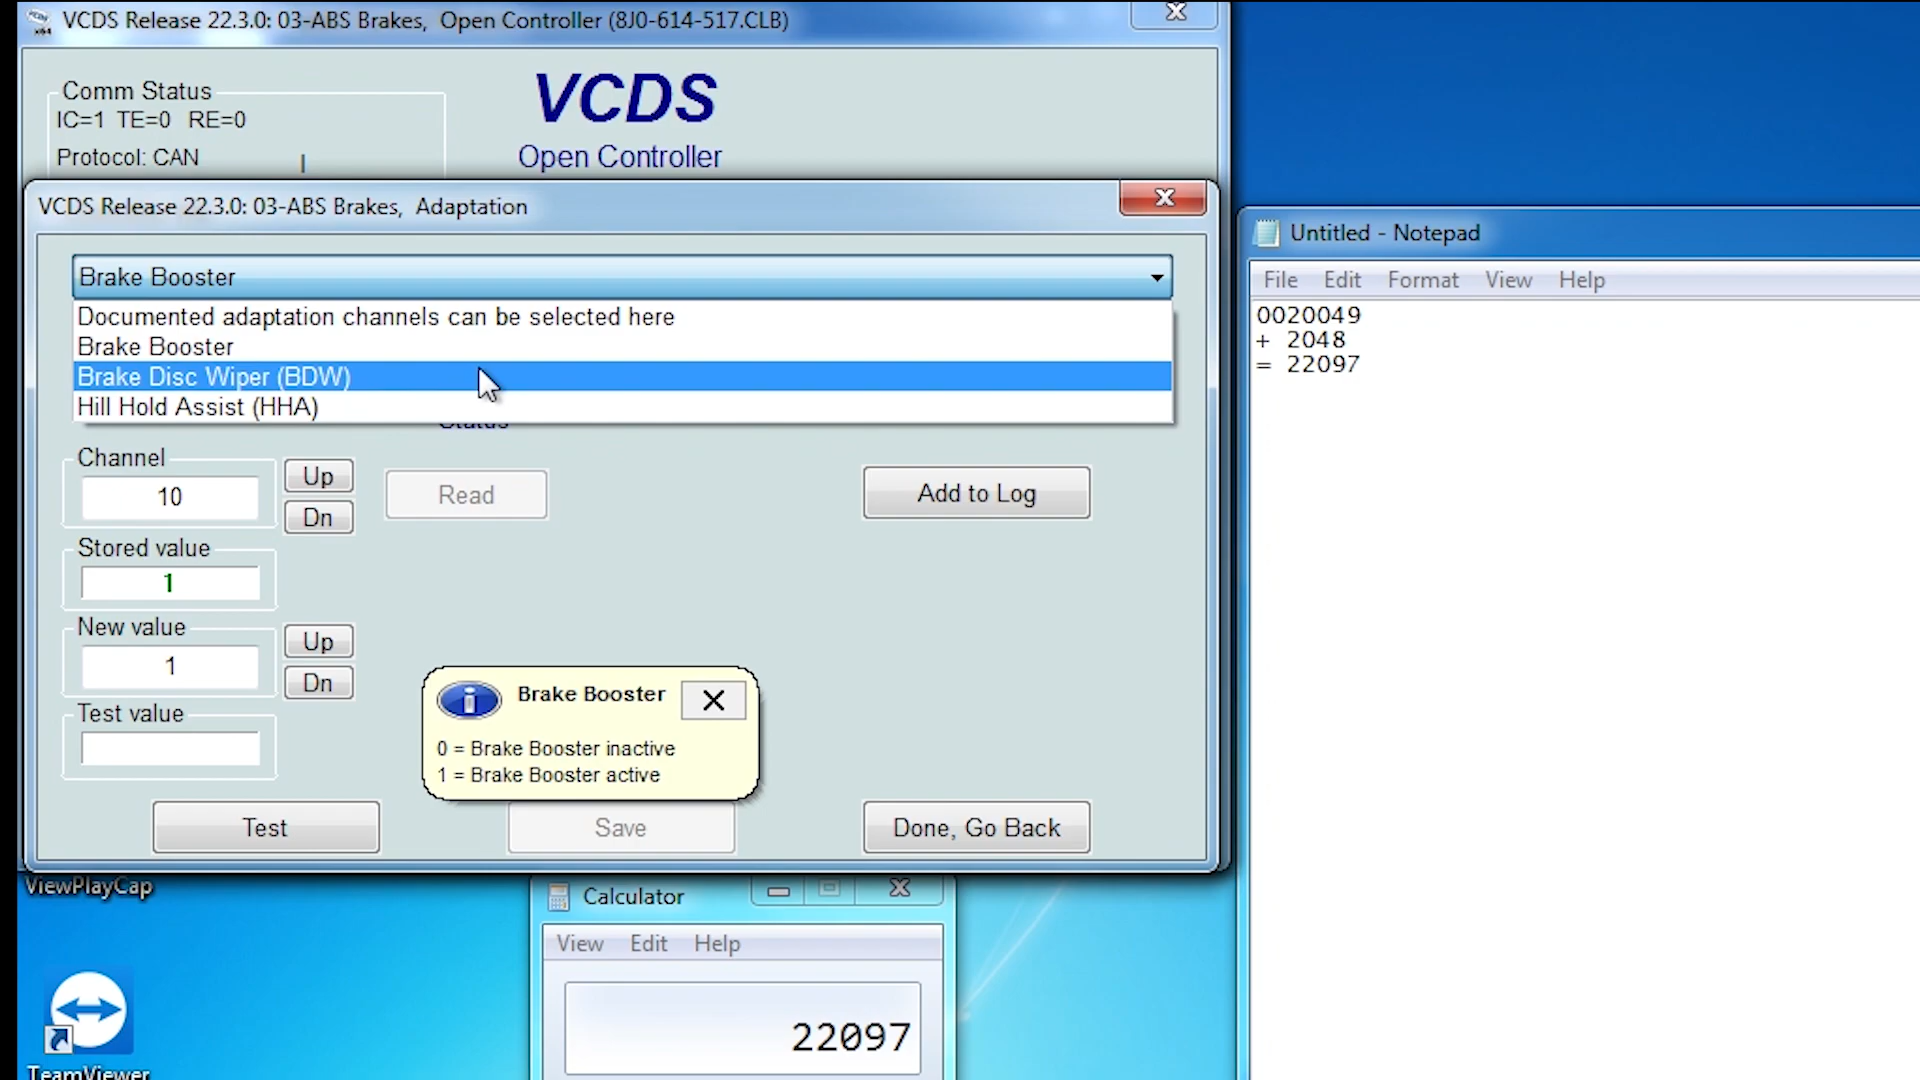 VCDS Release 22.3.0: 03-ABS Brakes,  Open Controller (8J0-614-517.CLB)
Comm Status
IC=1  TE=0   RE=0
Protocol: CAN
VCDS
Open Controller
VCDS Release 22.3.0: 03-ABS Brakes,  Adaptation
Brake Booster
Documented adaptation channels can be selected here
Brake Booster
Brake Disc Wiper (BDW)
Hill Hold Assist (HHA)
Status
Channel
10
Up
Dn
Read
Add to Log
Stored value
1
New value
1
Up
Dn
Test value
Brake Booster
0 = Brake Booster inactive
1 = Brake Booster active
Test
Save
Done, Go Back
Untitled - Notepad
File Edit Format View Help
0020049
+ 2048
= 22097
ViewPlayCap
TeamViewer
Calculator
View Edit Help
22097